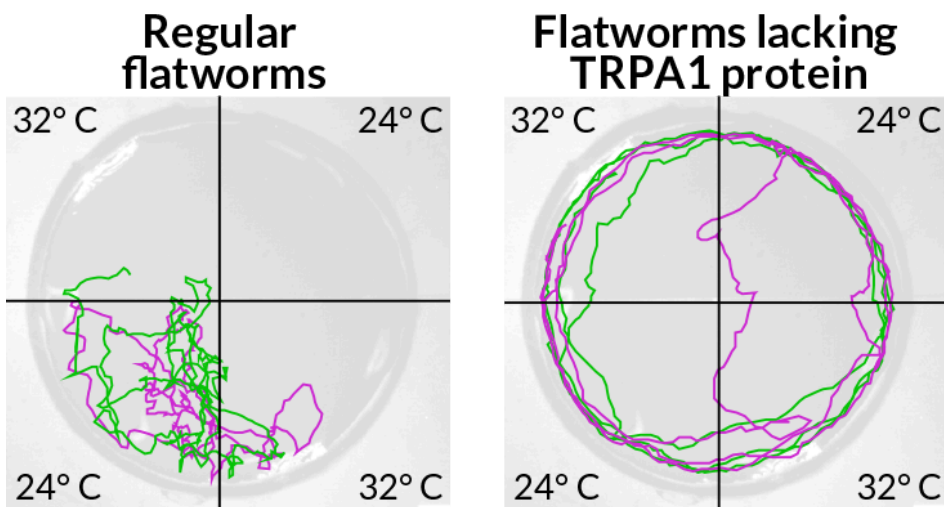 Regular
flatworms
Flatworms lacking
TRPA1 protein
32° C
24° C
32° C
24° C
24° C
32° C
24° C
32° C